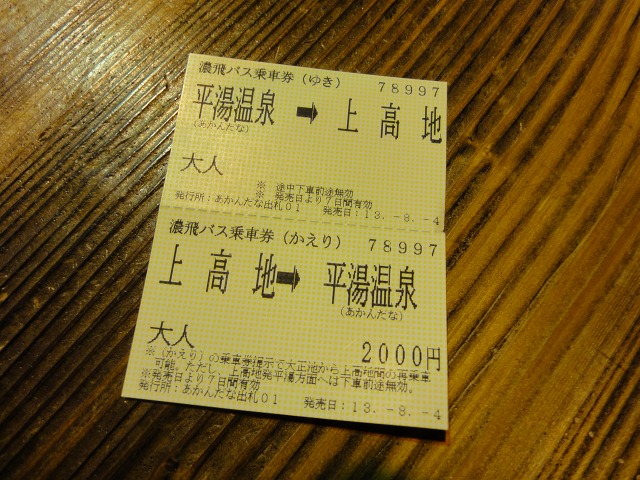 濃飛バス乗車券（ゆき） 78997
平湯温泉 ➡ 上高地
（あかんだな）
大人
※ 途中下車前途無効
※ 発売日より7日間有効
発行所：あかんだな出札01 発売日：13.-8.-4
濃飛バス乗車券（かえり） 78997
上高地 ➡ 平湯温泉
（あかんだな）
大人 2000円
※（かえり）の乗車券提示で大正池から上高地間の再乗車
可能。ただし、上高地発平湯方面へは下車前途無効。
※発売日より7日間有効
発行所：あかんだな出札01 発売日：13.-8.-4